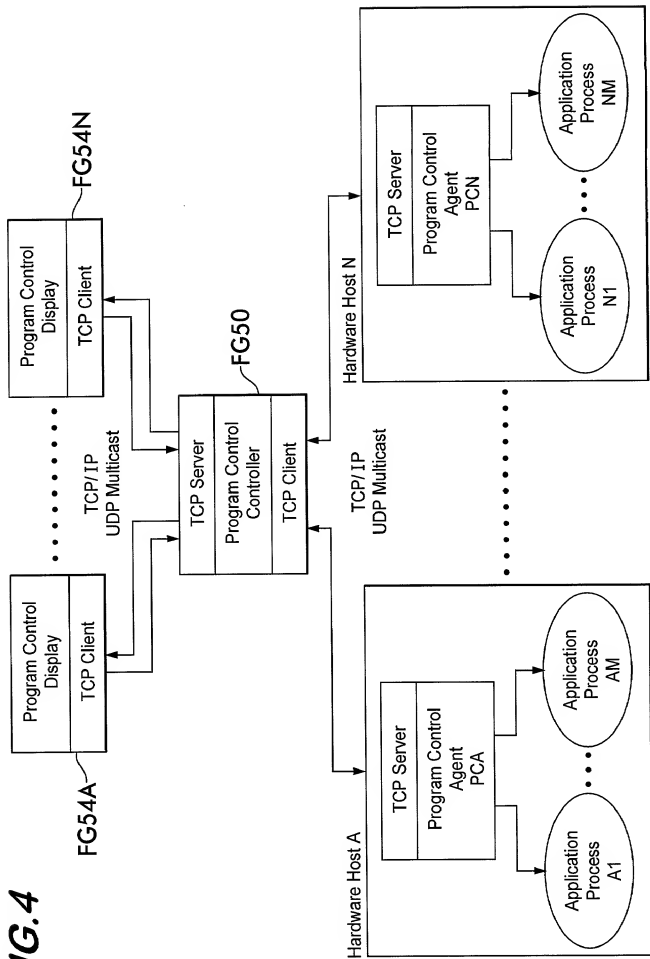 FIG.4
Program Control
Display
TCP Client
FG54A
Program Control
Display
TCP Client
FG54N
TCP/IP
UDP Multicast
TCP Server
Program Control
Controller
TCP Client
FG50
TCP/IP
UDP Multicast
Hardware Host A
TCP Server
Program Control
Agent
PCA
Application
Process
A1
Application
Process
AM
Hardware Host N
TCP Server
Program Control
Agent
PCN
Application
Process
N1
Application
Process
NM